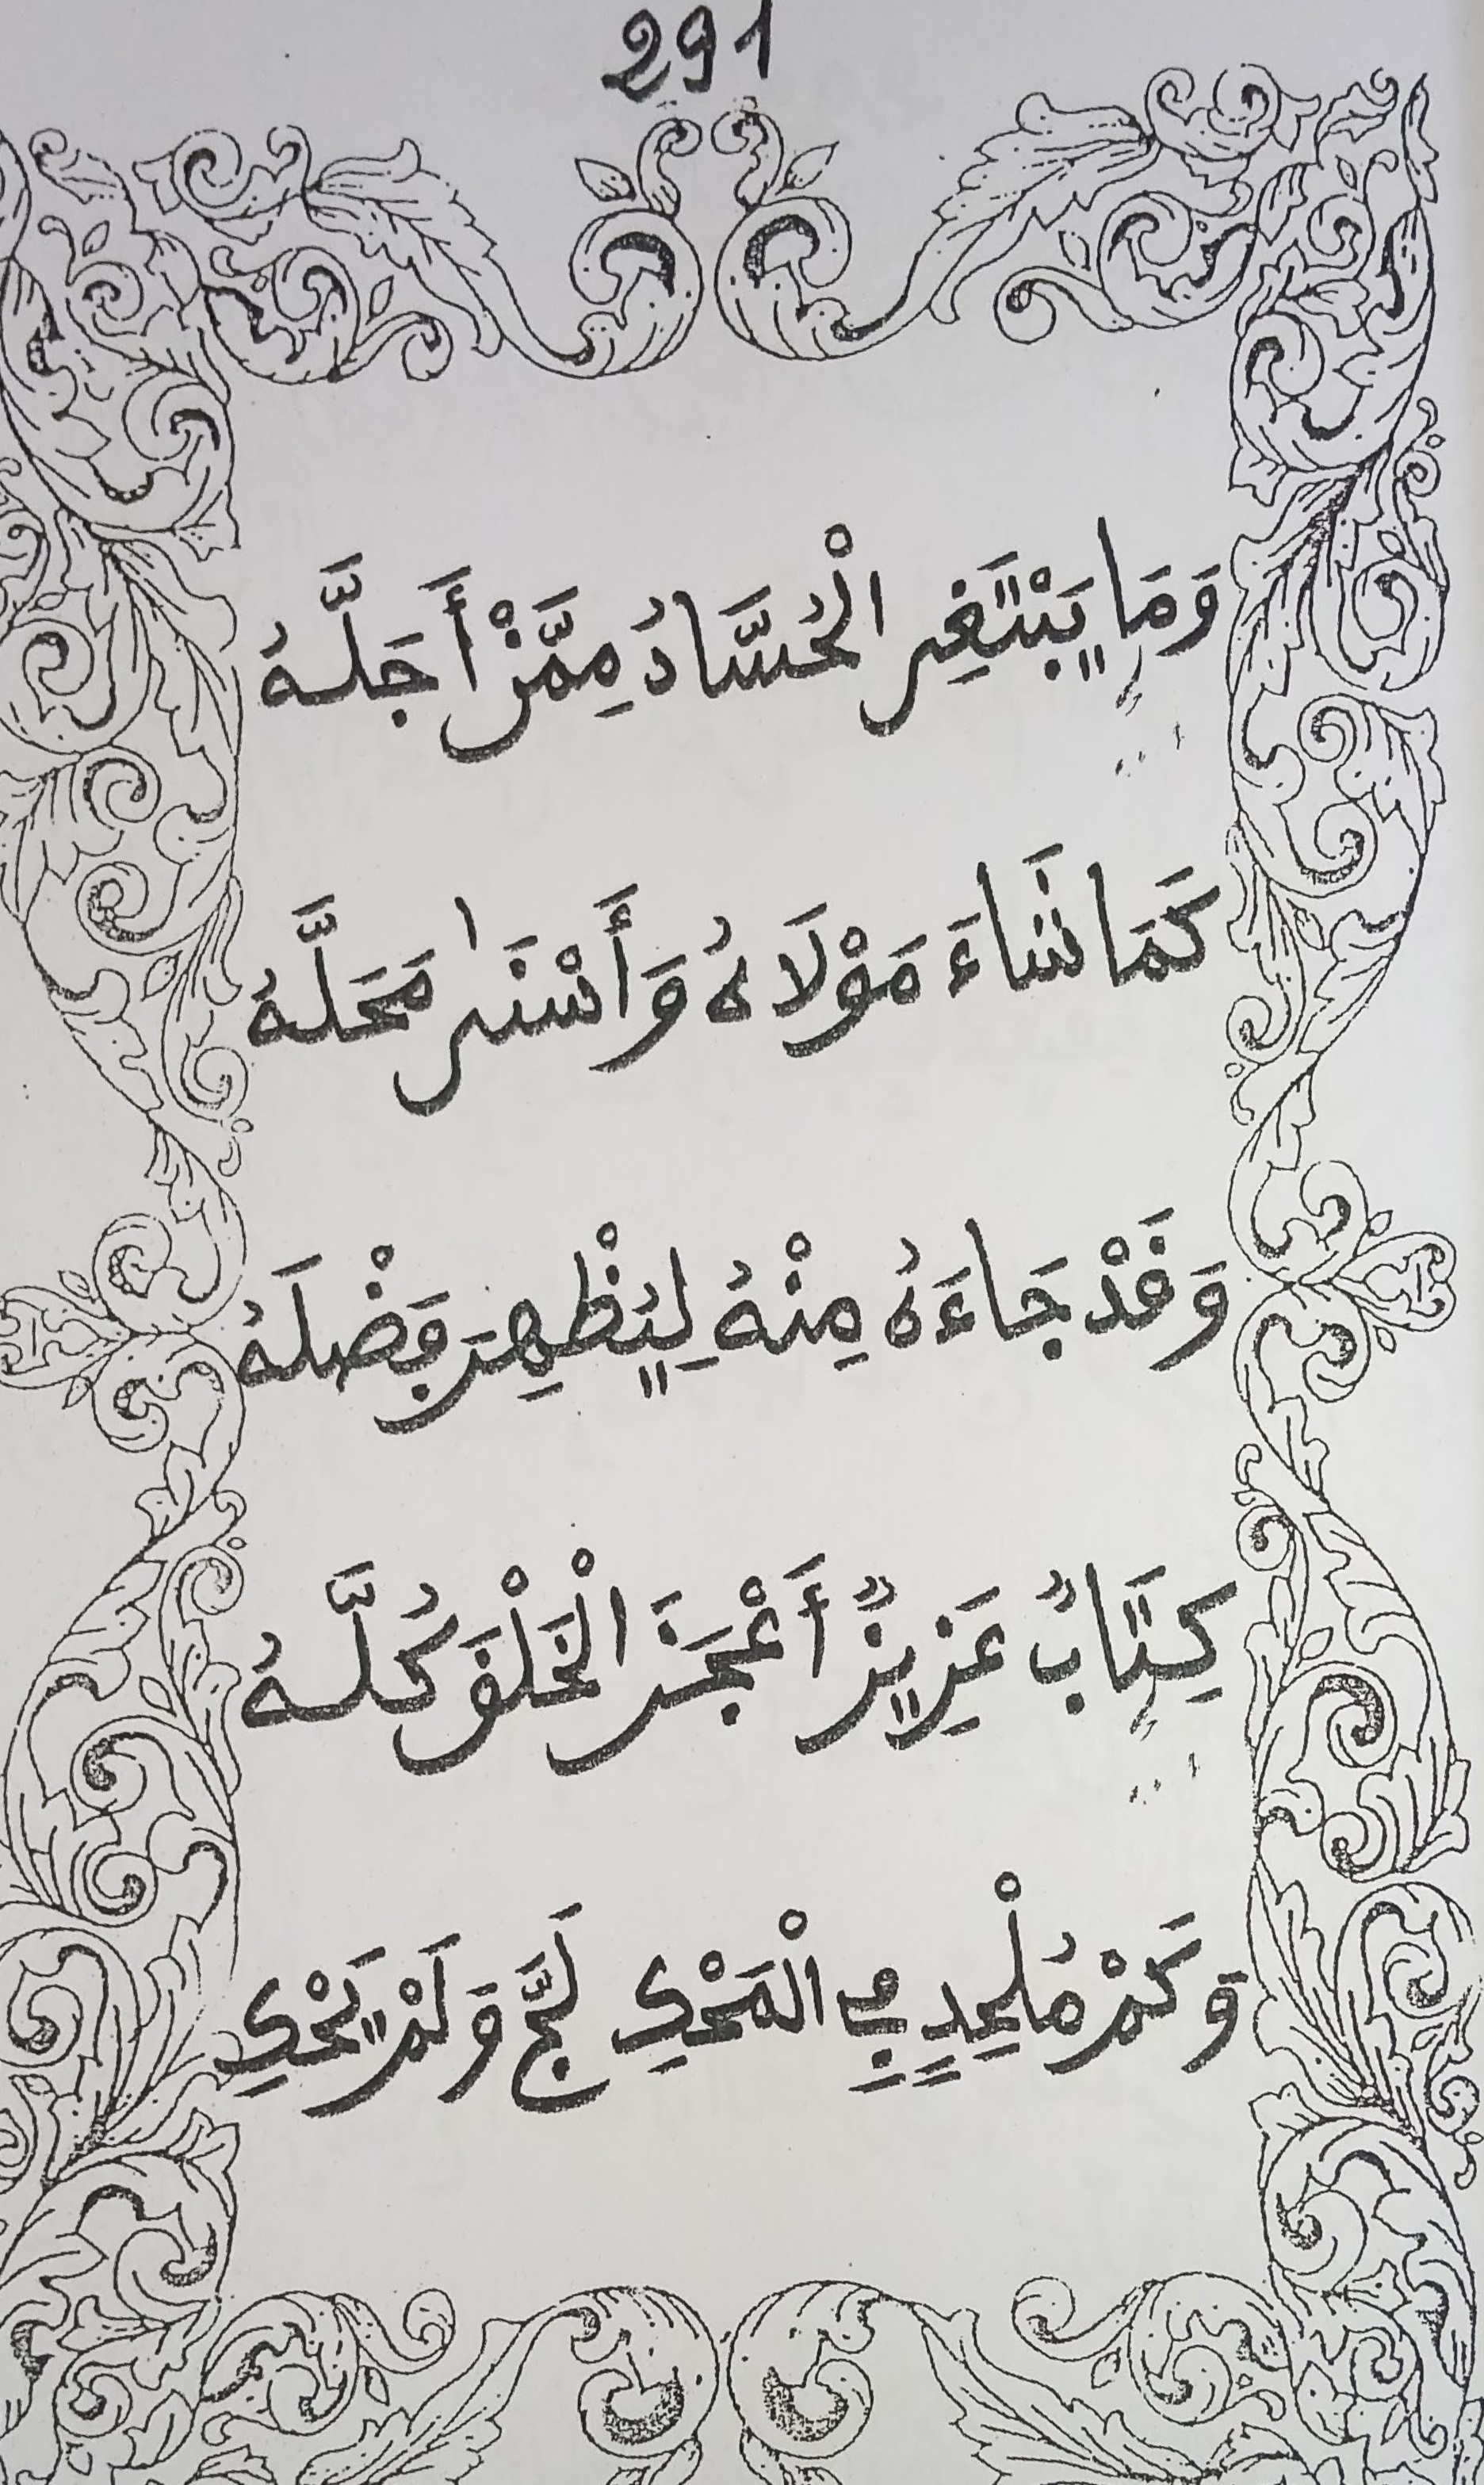 291
وَمَا يَبْتَغِي الْحُسَّادُ مِمَّنْ أَجَلَّهُ
كَمَا شَاءَ مَوْلَاهُ وَأَسْنَى مَحَلَّهُ
وَقَدْ جَاءَهُ مِنْهُ لِيُظْهِرَ فَضْلَهُ
كِتَابٌ عَزِيزٌ أَعْجَزَ الْخَلْقَ كُلَّهُ
وَكَمْ مُلْحِدٍ فِي الْمَحْكِ لَجَّ وَلَمْ يَحْكِ